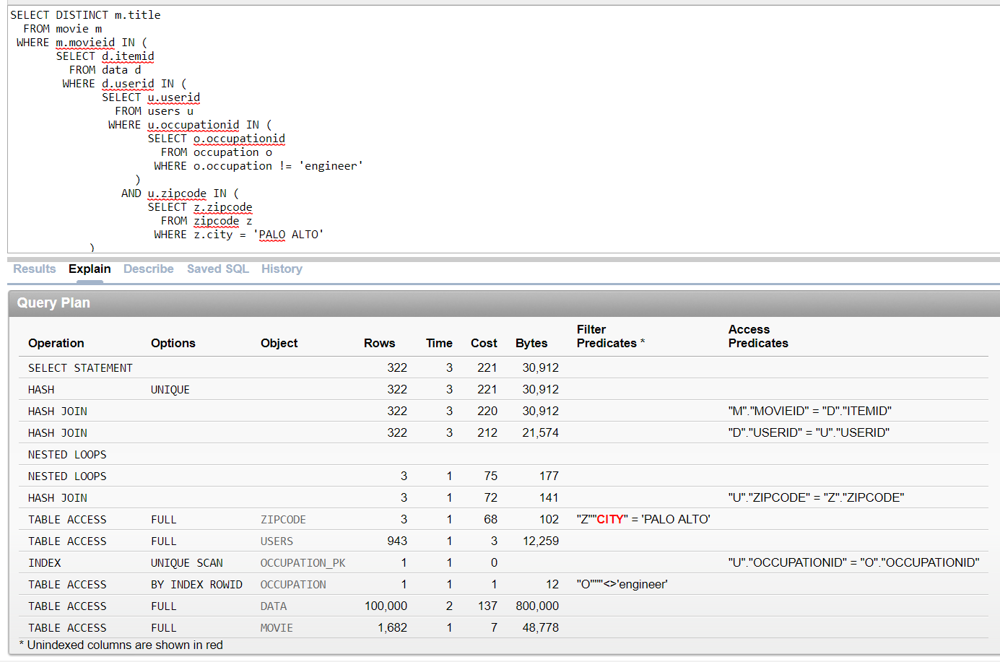 SELECT DISTINCT m.title
FROM movie m
WHERE m.movieid IN (
SELECT d.itemid
FROM data d
WHERE d.userid IN (
SELECT u.userid
FROM users u
WHERE u.occupationid IN (
SELECT o.occupationid
FROM occupation o
WHERE o.occupation != 'engineer'
)
AND u.zipcode IN (
SELECT z.zipcode
FROM zipcode z
WHERE z.city = 'PALO ALTO'
)
Results Explain Describe Saved SQL History
Query Plan
Operation Options Object Rows Time Cost Bytes Filter Predicates * Access Predicates
SELECT STATEMENT 322 3 221 30,912
HASH UNIQUE 322 3 221 30,912
HASH JOIN 322 3 220 30,912 "M"."MOVIEID" = "D"."ITEMID"
HASH JOIN 322 3 212 21,574 "D"."USERID" = "U"."USERID"
NESTED LOOPS
NESTED LOOPS 3 1 75 177
HASH JOIN 3 1 72 141 "U"."ZIPCODE" = "Z"."ZIPCODE"
TABLE ACCESS FULL ZIPCODE 3 1 68 102 "Z""CITY" = 'PALO ALTO'
TABLE ACCESS FULL USERS 943 1 3 12,259
INDEX UNIQUE SCAN OCCUPATION_PK 1 1 0 "U"."OCCUPATIONID" = "O"."OCCUPATIONID"
TABLE ACCESS BY INDEX ROWID OCCUPATION 1 1 1 12 "O""""<>'engineer'
TABLE ACCESS FULL DATA 100,000 2 137 800,000
TABLE ACCESS FULL MOVIE 1,682 1 7 48,778
* Unindexed columns are shown in red